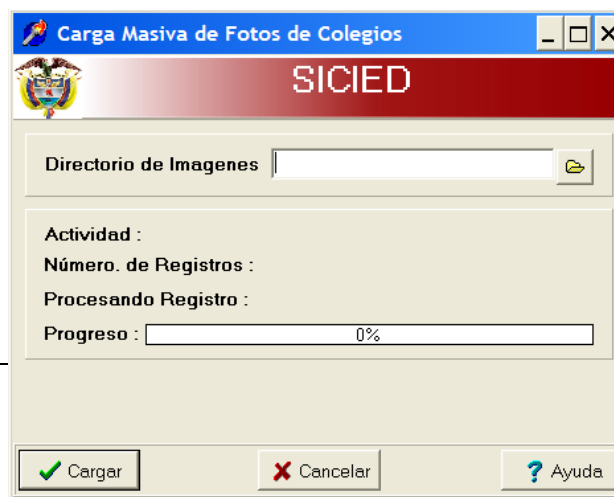 Carga Masiva de Fotos de Colegios
SICIED
Directorio de Imagenes
Actividad :
Número. de Registros :
Procesando Registro :
Progreso : 0%
Cargar Cancelar ? Ayuda